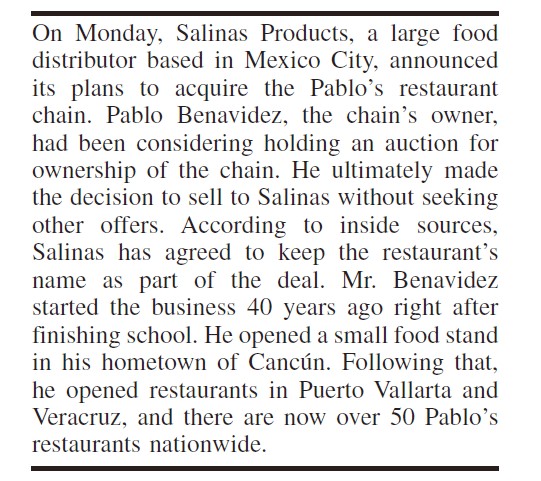 On Monday, Salinas Products, a large food
distributor based in Mexico City, announced
its plans to acquire the Pablo’s restaurant
chain. Pablo Benavidez, the chain’s owner,
had been considering holding an auction for
ownership of the chain. He ultimately made
the decision to sell to Salinas without seeking
other offers. According to inside sources,
Salinas has agreed to keep the restaurant’s
name as part of the deal. Mr. Benavidez
started the business 40 years ago right after
finishing school. He opened a small food stand
in his hometown of Cancún. Following that,
he opened restaurants in Puerto Vallarta and
Veracruz, and there are now over 50 Pablo’s
restaurants nationwide.